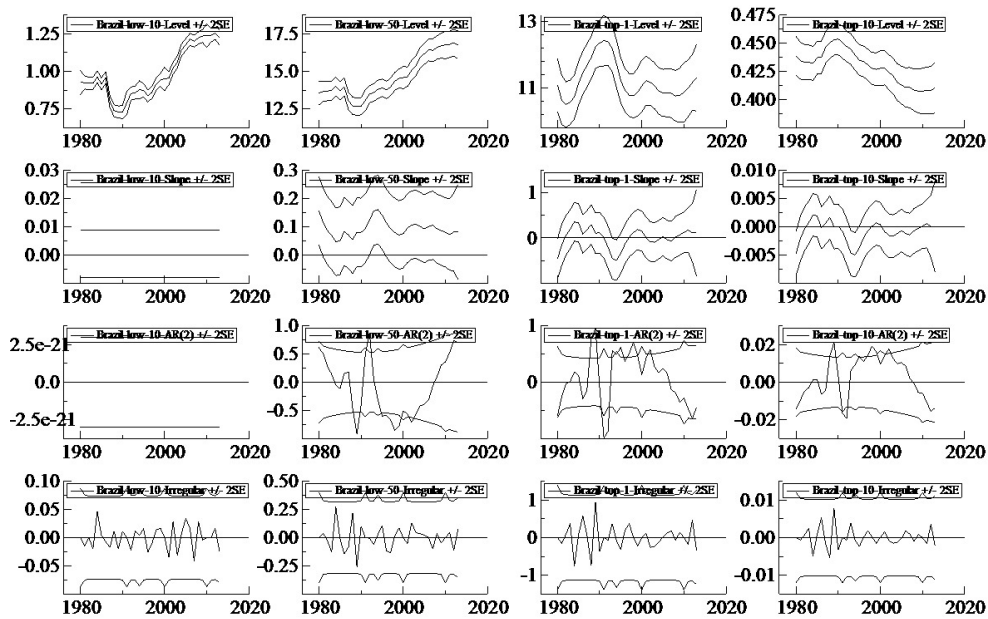 Brazil-low-10-Level +/- 2SE
1.25
1.00
0.75
1980 2000 2020
Brazil-low-50-Level +/- 2SE
17.5
15.0
12.5
1980 2000 2020
Brazil-top-1-Level +/- 2SE
13
11
1980 2000 2020
Brazil-top-10-Level +/- 2SE
0.475
0.450
0.425
0.400
1980 2000 2020
Brazil-low-10-Slope +/- 2SE
0.03
0.02
0.01
0.00
1980 2000 2020
Brazil-low-50-Slope +/- 2SE
0.3
0.2
0.1
0.0
1980 2000 2020
Brazil-top-1-Slope +/- 2SE
1
0
1980 2000 2020
Brazil-top-10-Slope +/- 2SE
0.010
0.005
0.000
-0.005
1980 2000 2020
Brazil-low-10-AR(2) +/- 2SE
2.5e-21
0.0
-2.5e-21
1980 2000 2020
Brazil-low-50-AR(2) +/- 2SE
1.0
0.5
0.0
-0.5
1980 2000 2020
Brazil-top-1-AR(2) +/- 2SE
1
0
1980 2000 2020
Brazil-top-10-AR(2) +/- 2SE
0.02
0.00
-0.02
1980 2000 2020
Brazil-low-10-Irregular +/- 2SE
0.10
0.05
0.00
-0.05
1980 2000 2020
Brazil-low-50-Irregular +/- 2SE
0.50
0.25
0.00
-0.25
1980 2000 2020
Brazil-top-1-Irregular +/- 2SE
1
0
-1
1980 2000 2020
Brazil-top-10-Irregular +/- 2SE
0.01
0.00
-0.01
1980 2000 2020